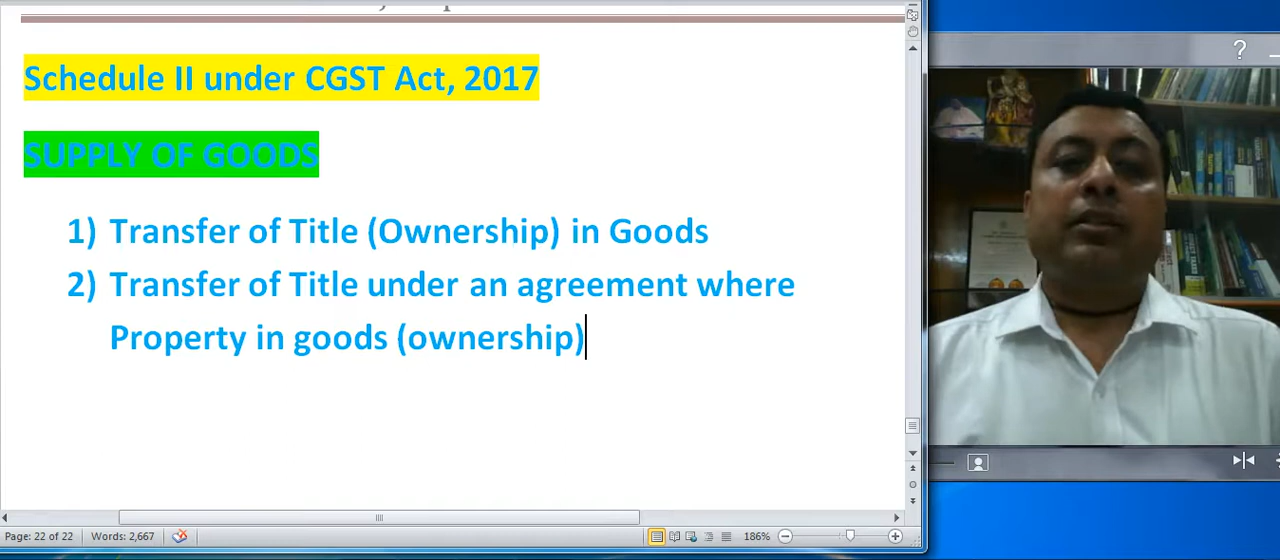 Schedule II under CGST Act, 2017
SUPPLY OF GOODS
1) Transfer of Title (Ownership) in Goods
2) Transfer of Title under an agreement where
Property in goods (ownership)
Page: 22 of 22 Words: 2,667 186%
?